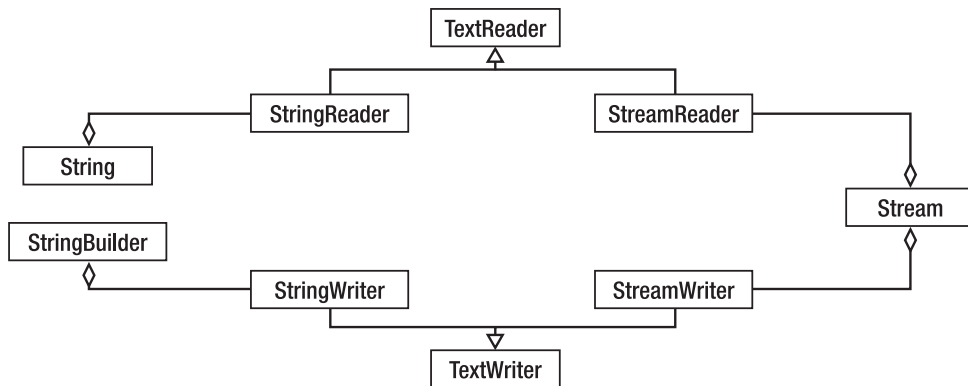 TextReader
StringReader
StreamReader
String
Stream
StringBuilder
StringWriter
StreamWriter
TextWriter